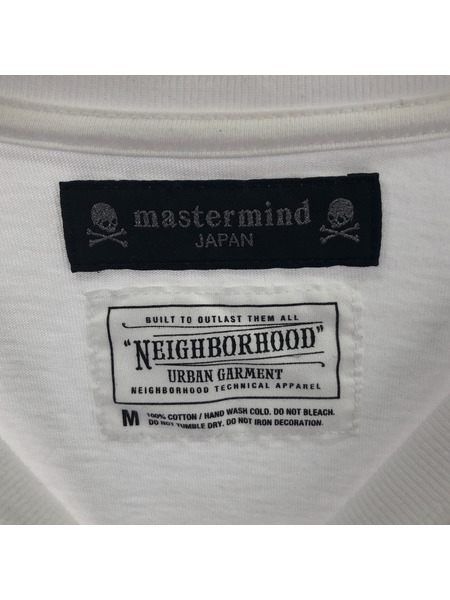 mastermind
JAPAN
BUILT TO OUTLAST THEM ALL
"NEIGHBORHOOD"
URBAN GARMENT
NEIGHBORHOOD TECHNICAL APPAREL
M 100% COTTON / HAND WASH COLD. DO NOT BLEACH.
DO NOT TUMBLE DRY. DO NOT IRON DECORATION.